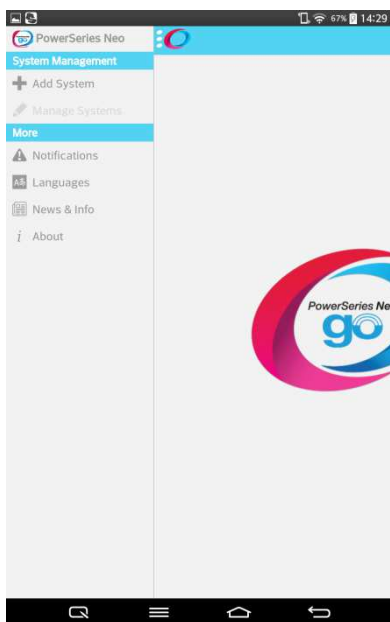 67% 14:29
go PowerSeries Neo
System Management
Add System
Manage Systems
More
Notifications
Languages
News & Info
i About
PowerSeries Ne
go